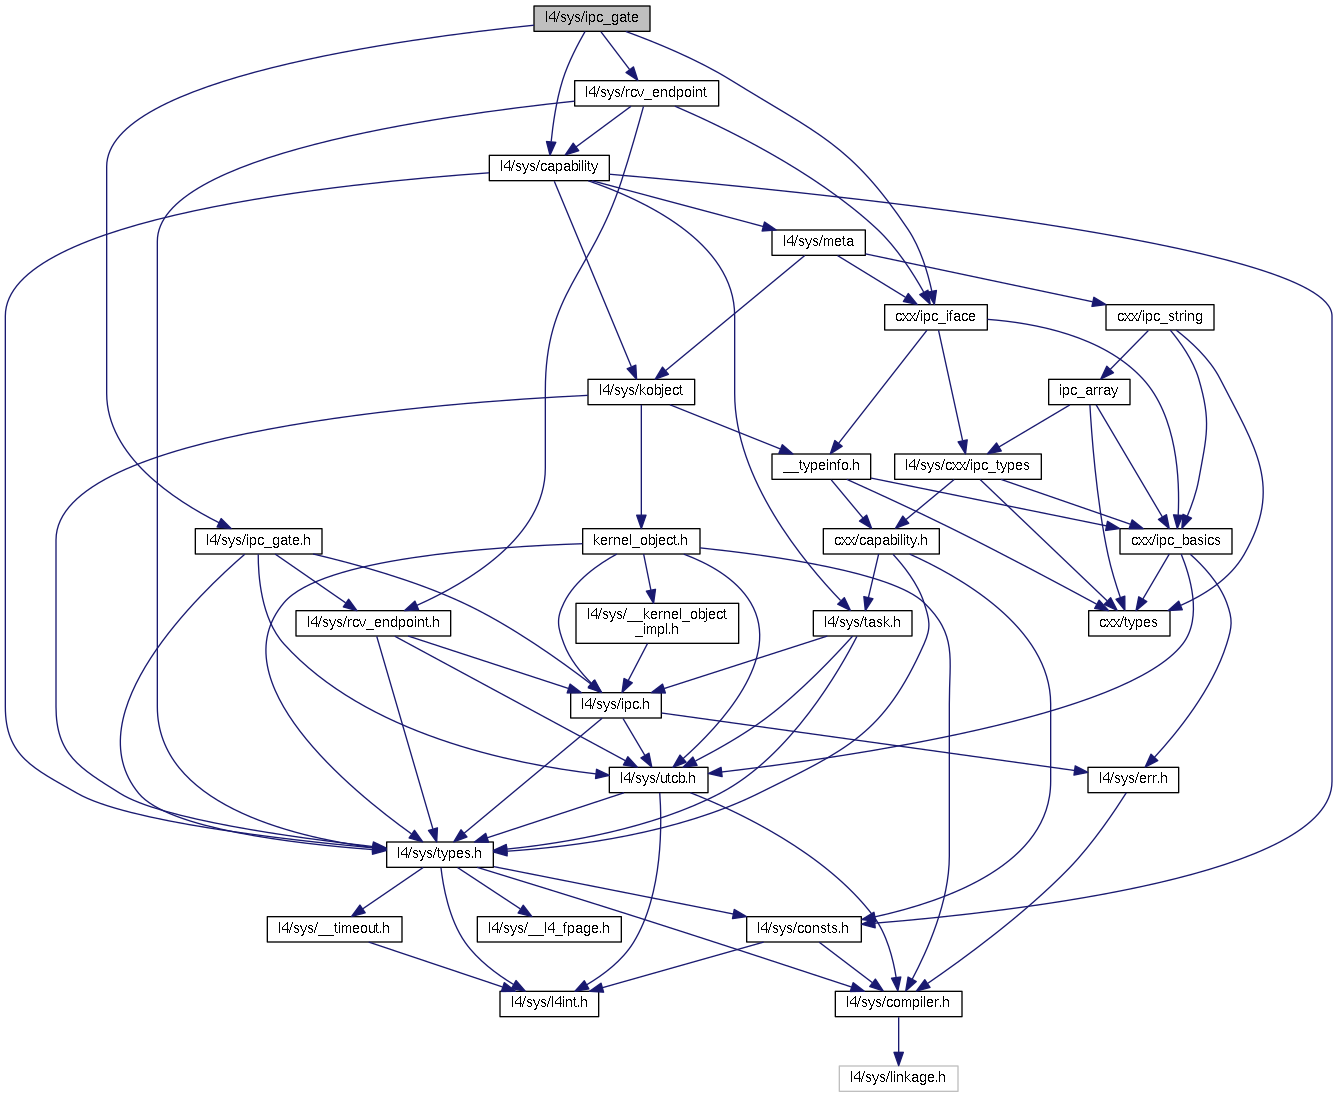 l4/sys/ipc_gate
l4/sys/rcv_endpoint
l4/sys/capability
l4/sys/meta
cxx/ipc_iface
cxx/ipc_string
l4/sys/kobject
ipc_array
__typeinfo.h
l4/sys/cxx/ipc_types
l4/sys/ipc_gate.h
kernel_object.h
cxx/capability.h
cxx/ipc_basics
l4/sys/rcv_endpoint.h
l4/sys/__kernel_object
_impl.h
l4/sys/task.h
cxx/types
l4/sys/ipc.h
l4/sys/utcb.h
l4/sys/err.h
l4/sys/types.h
l4/sys/__timeout.h
l4/sys/__l4_fpage.h
l4/sys/consts.h
l4/sys/l4int.h
l4/sys/compiler.h
l4/sys/linkage.h